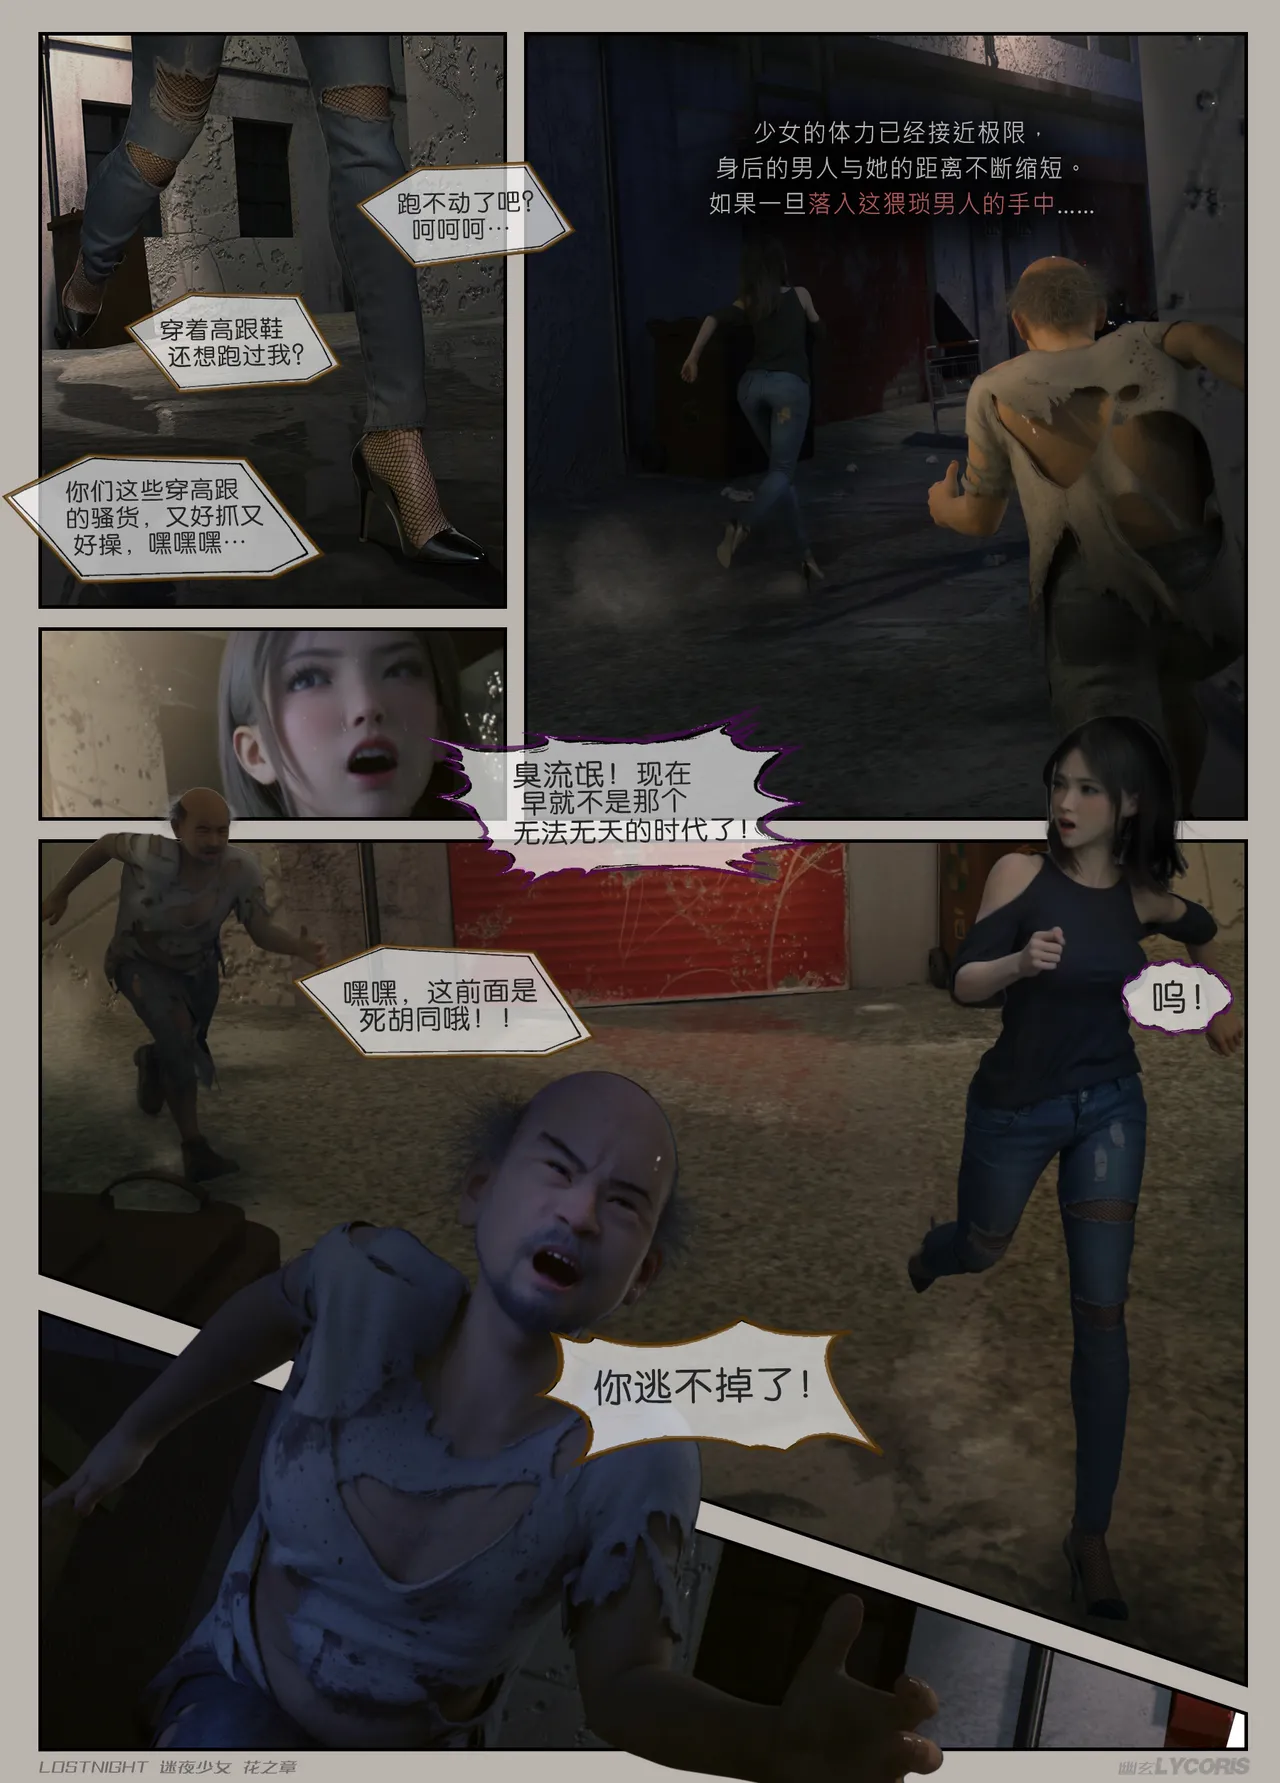 跑不动了吧？
呵呵呵…
穿着高跟鞋
还想跑过我？
你们这些穿高跟
的骚货，又好抓又
好操，嘿嘿嘿…
少女的体力已经接近极限，
身后的男人与她的距离不断缩短。
如果一旦落入这猥琐男人的手中……
臭流氓！现在
早就不是那个
无法无天的时代了！
嘿嘿，这前面是
死胡同哦！！
呜！
你逃不掉了！
LOSTNIGHT 迷夜少女 花之章
幽玄LYCORIS